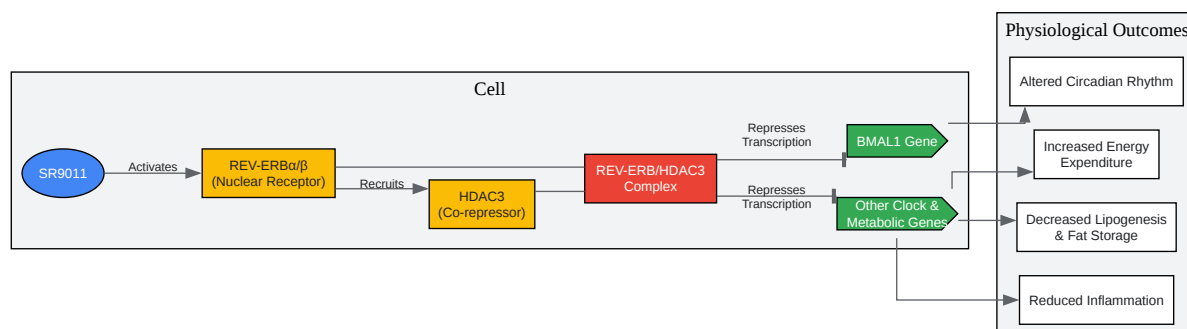 Physiological Outcomes
Cell
Altered Circadian Rhythm
SR9011
Activates
REV-ERBα/β
(Nuclear Receptor)
Recruits
HDAC3
(Co-repressor)
REV-ERB/HDAC3
Complex
Represses
Transcription
BMAL1 Gene
Represses
Transcription
Other Clock &
Metabolic Genes
Increased Energy
Expenditure
Decreased Lipogenesis
& Fat Storage
Reduced Inflammation